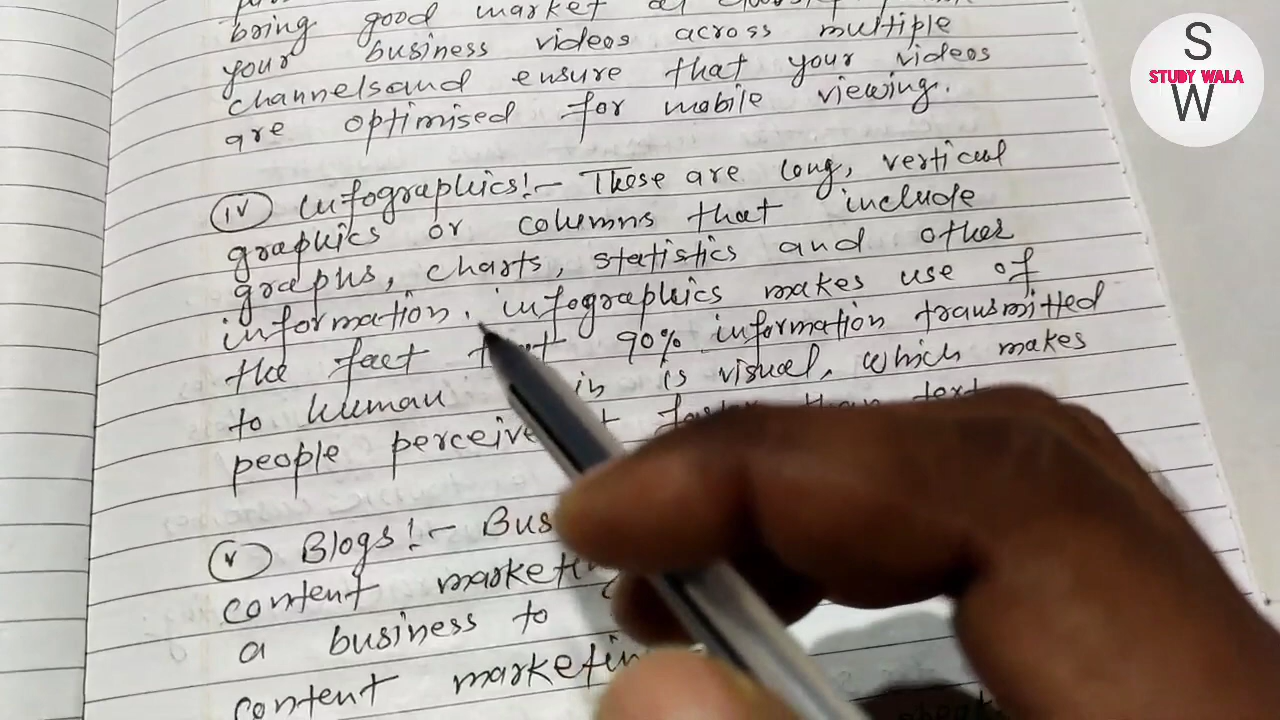 bring good market
your business videos across multiple
channelsand ensure that your videos
are optimised for mobile viewing.
(iv) Infographics!- These are long, vertical
graphics or columns that include
graphs, charts, statistics and other
information. infographics makes use of
the fact 90% information transmitted
to human is visual, which makes
people perceive faster than text
(v) Blogs!-
content
a business to
content
S
STUDY WALA
W